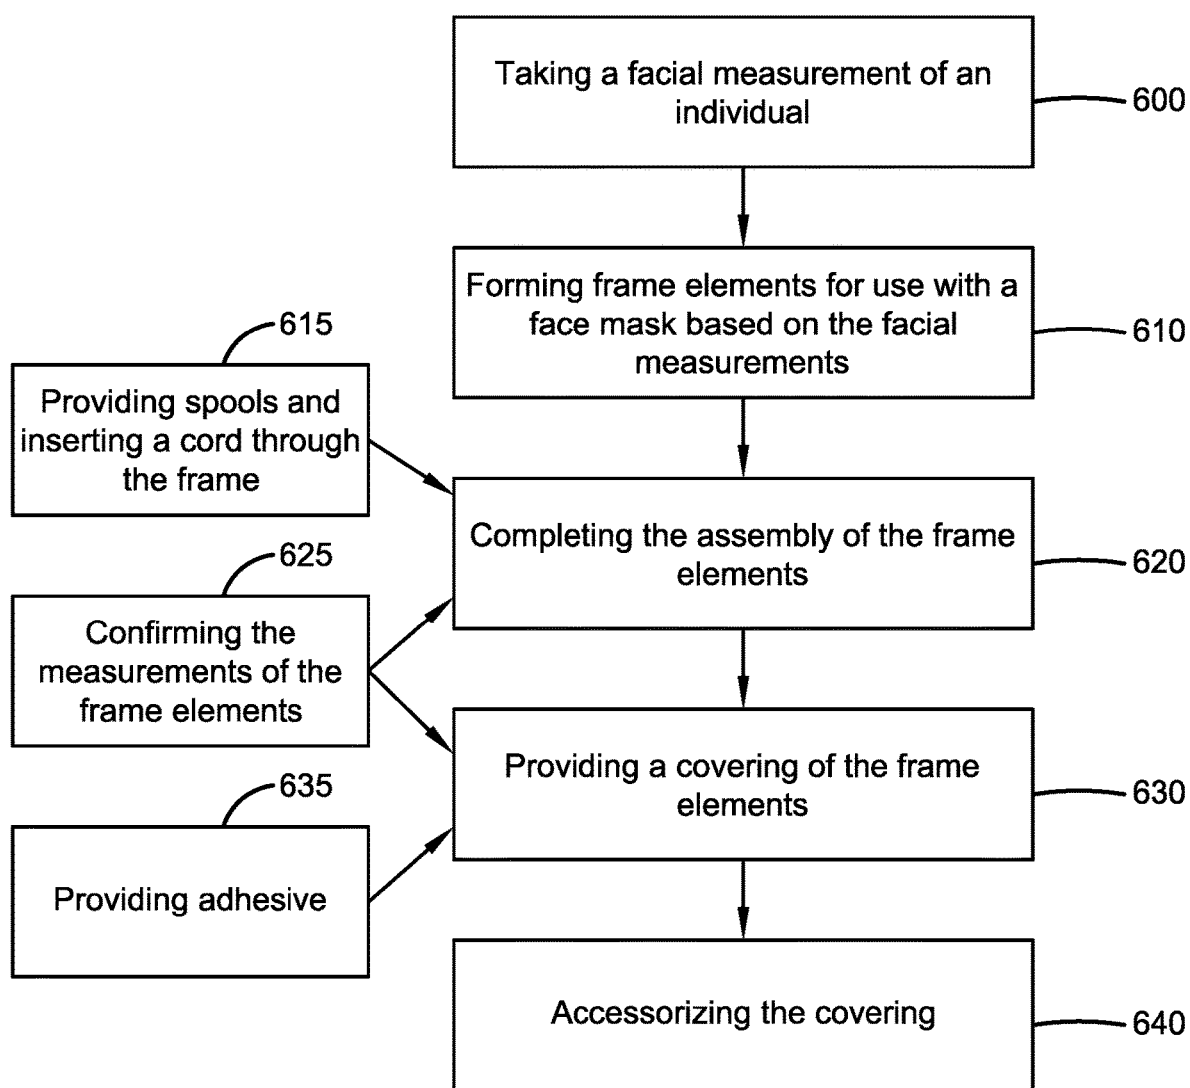 Taking a facial measurement of an
individual
600
Forming frame elements for use with a
face mask based on the facial
measurements
610
615
Providing spools and
inserting a cord through
the frame
Completing the assembly of the frame
elements
620
625
Confirming the
measurements of the
frame elements
Providing a covering of the frame
elements
630
635
Providing adhesive
Accessorizing the covering
640